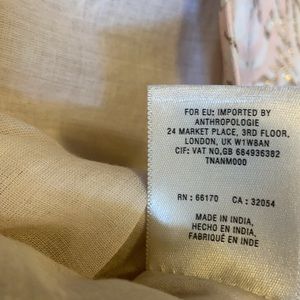 FOR EU: IMPORTED BY
ANTHROPOLOGIE
24 MARKET PLACE, 3RD FLOOR,
LONDON, UK W1W8AN
CIF: VAT NO.GB 684936382
TNANM000
RN : 66170 CA : 32054
MADE IN INDIA,
HECHO EN INDIA,
FABRIQUÉ EN INDE